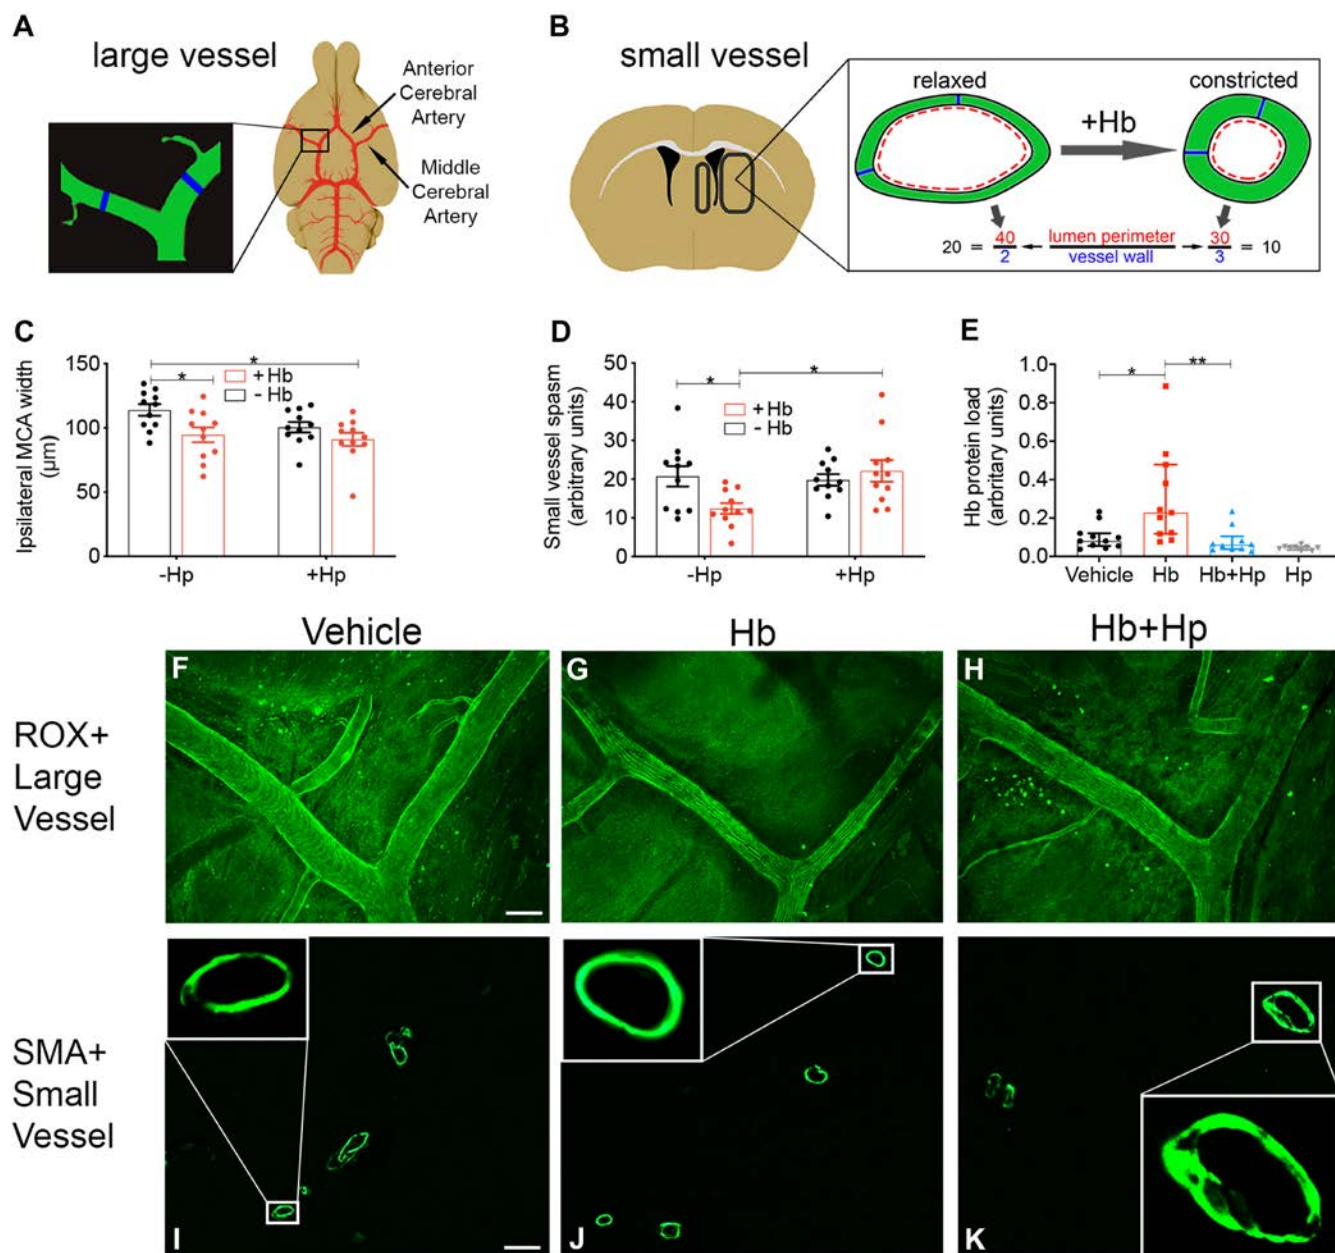 A
large vessel
Anterior
Cerebral
Artery
Middle
Cerebral
Artery
B
small vessel
relaxed
constricted
+Hb
20 = 40 lumen perimeter 30 = 10
2 vessel wall 3
C
Ipsilateral MCA width
(µm)
150
100
50
0
*
*
+ Hb
- Hb
-Hp
+Hp
D
Small vessel spasm
(arbitrary units)
50
40
30
20
10
0
*
*
+ Hb
- Hb
-Hp
+Hp
E
Hb protein load
(arbritary units)
1.0
0.8
0.6
0.4
0.2
0.0
*
**
Vehicle
Hb
Hb+Hp
Hp
Vehicle
Hb
Hb+Hp
ROX+
Large
Vessel
F
G
H
SMA+
Small
Vessel
I
J
K